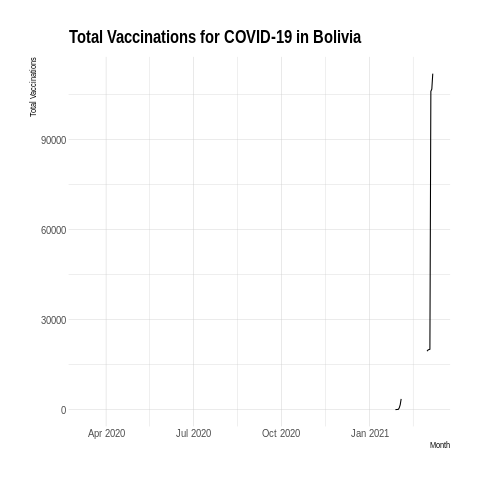 Total Vaccinations for COVID-19 in Bolivia
Total Vaccinations
90000
60000
30000
0
Apr 2020
Jul 2020
Oct 2020
Jan 2021
Month